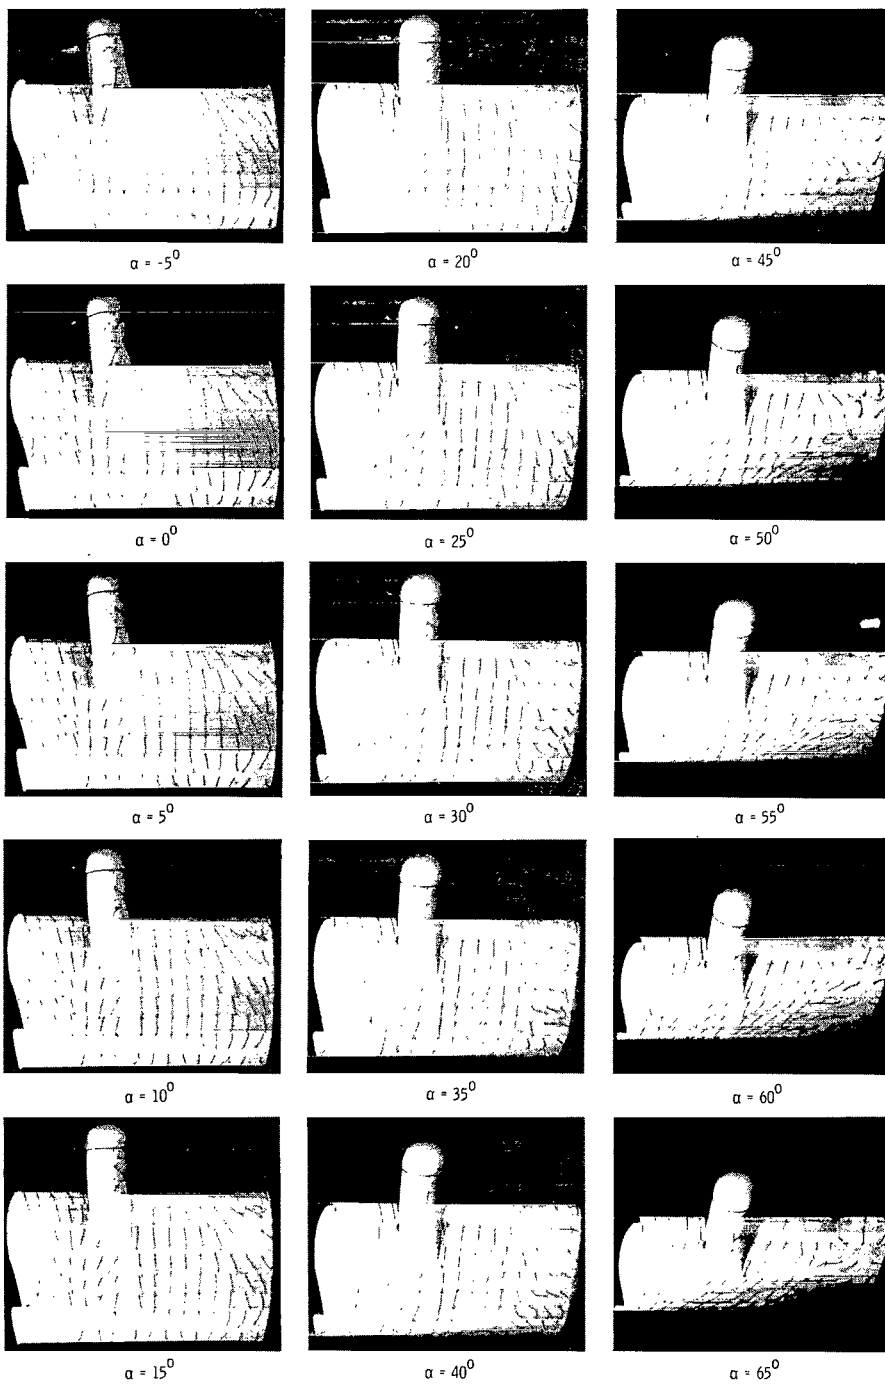 α = -5⁰
α = 20⁰
α = 45⁰
α = 0⁰
α = 25⁰
α = 50⁰
α = 5⁰
α = 30⁰
α = 55⁰
α = 10⁰
α = 35⁰
α = 60⁰
α = 15⁰
α = 40⁰
α = 65⁰